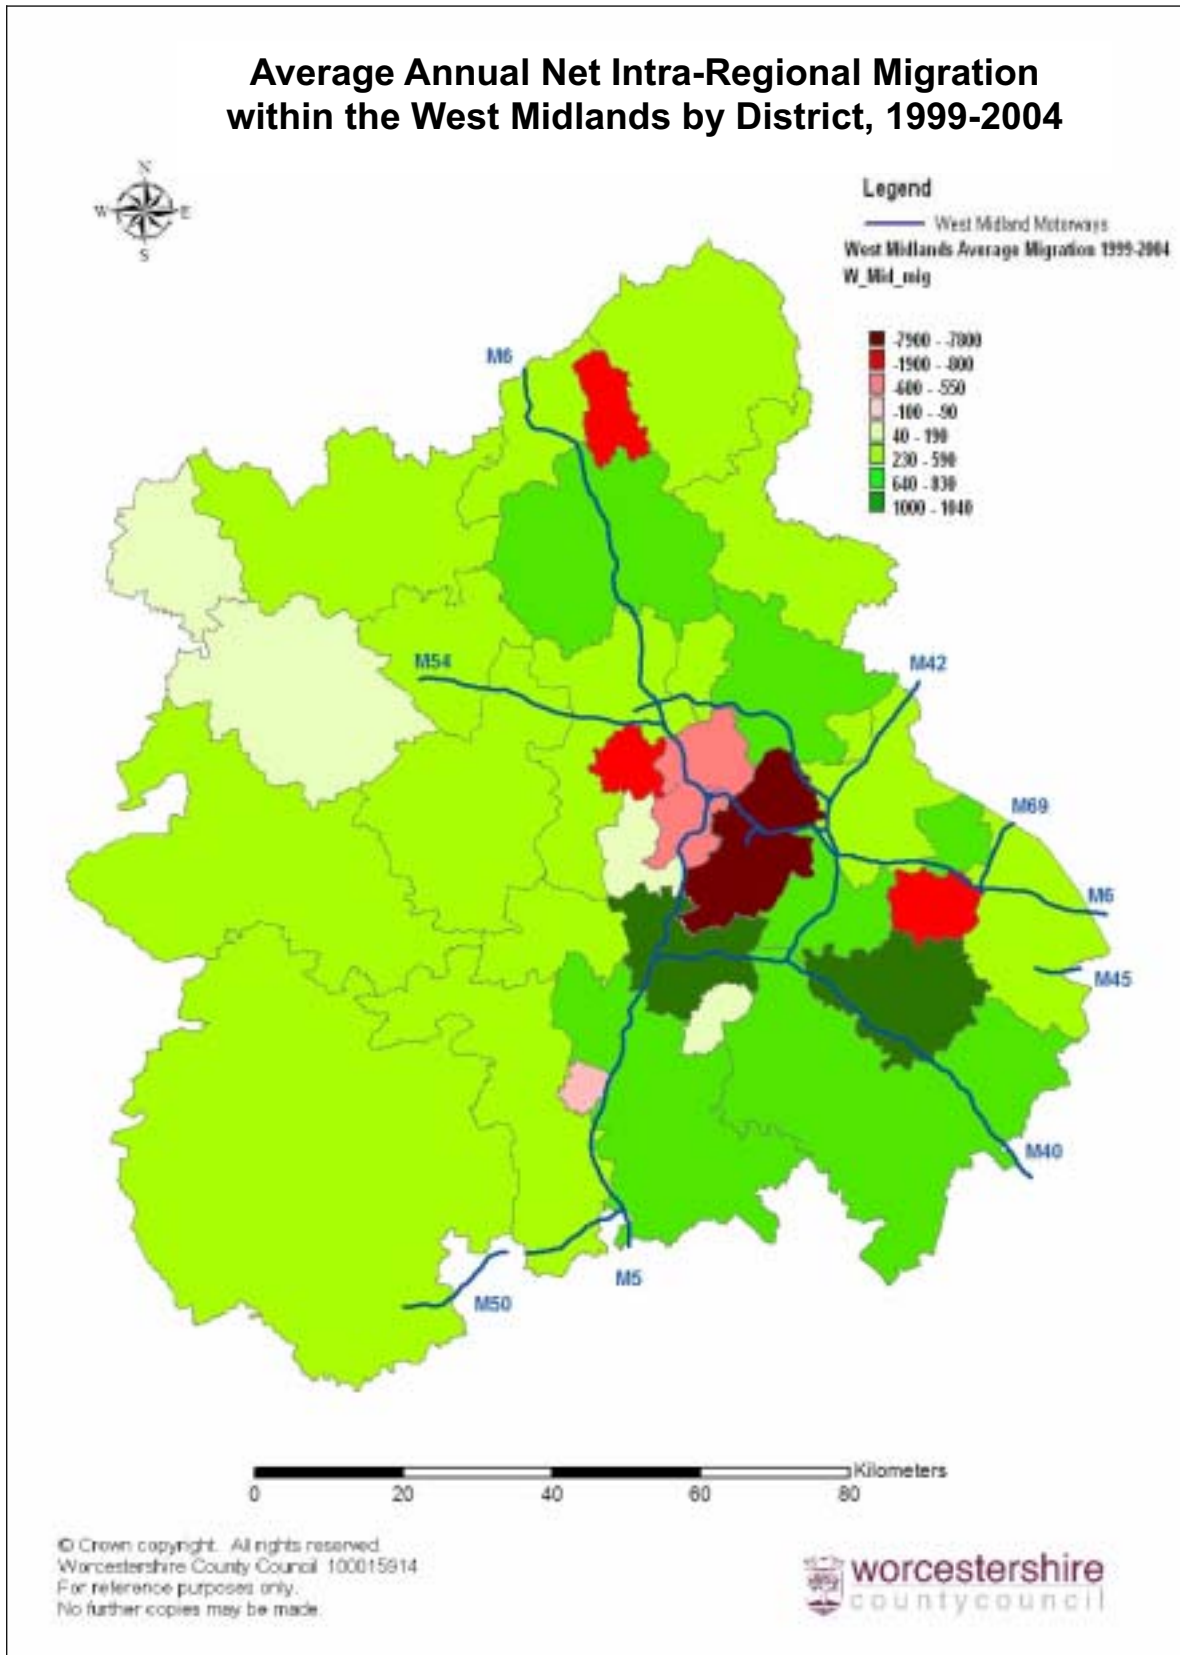 Average Annual Net Intra-Regional Migration
within the West Midlands by District, 1999-2004
N
W E
S
Legend
West Midland Motorways
West Midlands Average Migration 1999-2004
W_Mid_mig
-7900 - -7800
-1900 - -800
-600 - -550
-100 - -90
40 - 190
230 - 590
640 - 830
1000 - 1040
M6
M54
M42
M69
M6
M45
M40
M5
M50
Kilometers
0 20 40 60 80
© Crown copyright. All rights reserved.
Worcestershire County Council 100015914
For reference purposes only.
No further copies may be made.
worcestershire
countycouncil